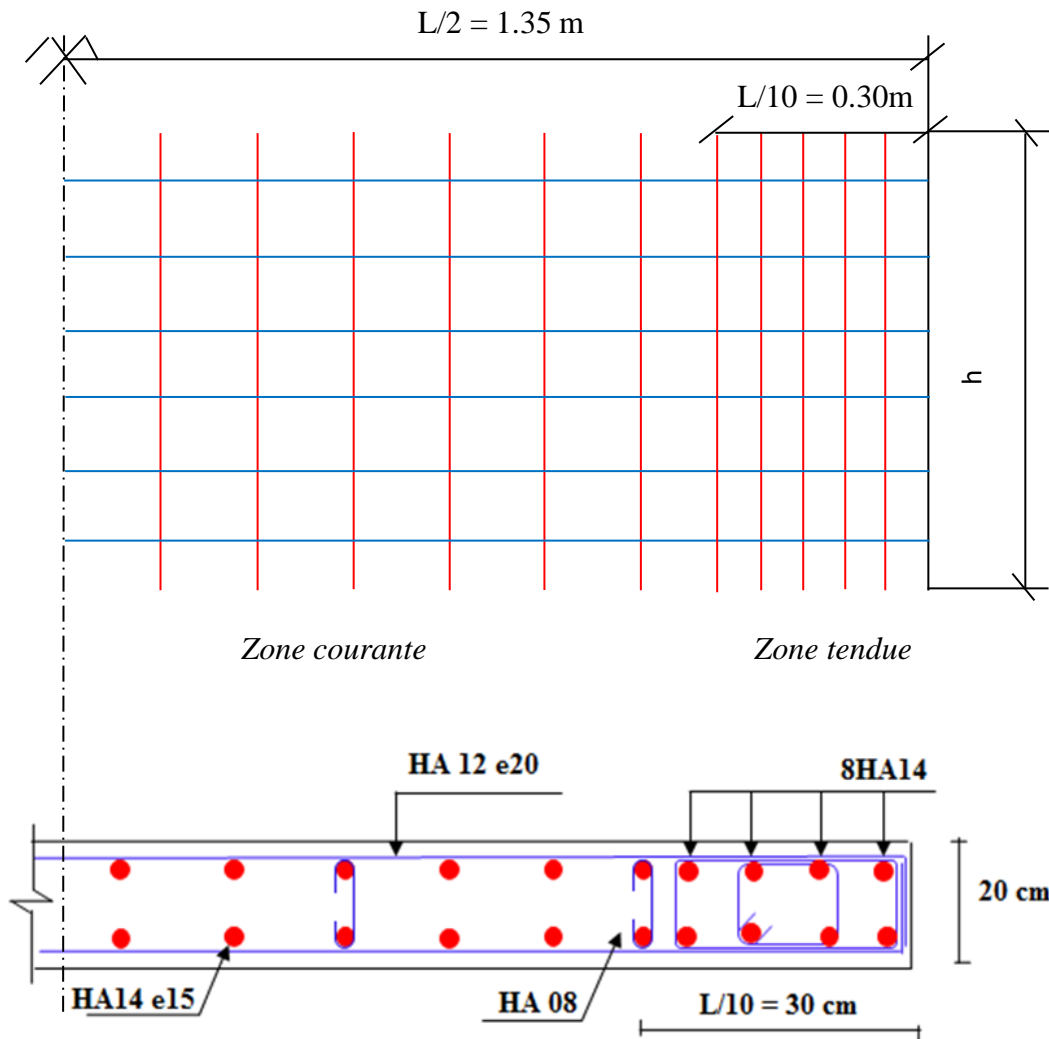 L/2 = 1.35 m
L/10 = 0.30m
h
Zone courante
Zone tendue
HA 12 e20
8HA14
20 cm
HA14 e15
HA 08
L/10 = 30 cm